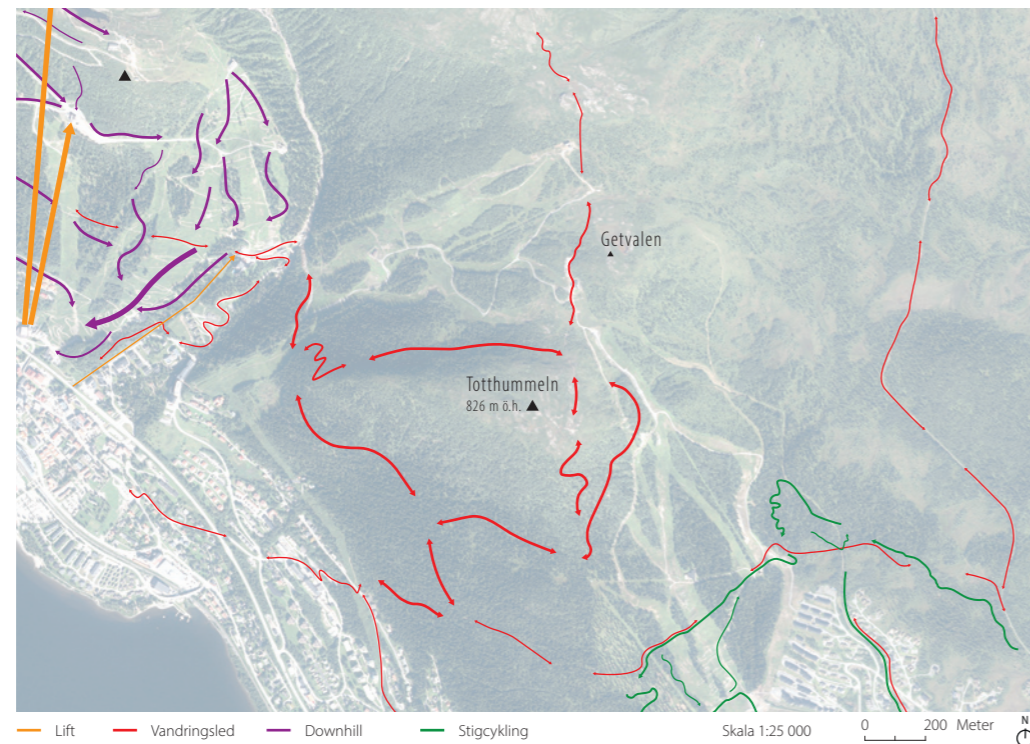 Getvalen
Totthummeln
826 m ö.h.
Lift
Vandringsled
Downhill
Stigcykling
Skala 1:25 000
0 200 Meter
N